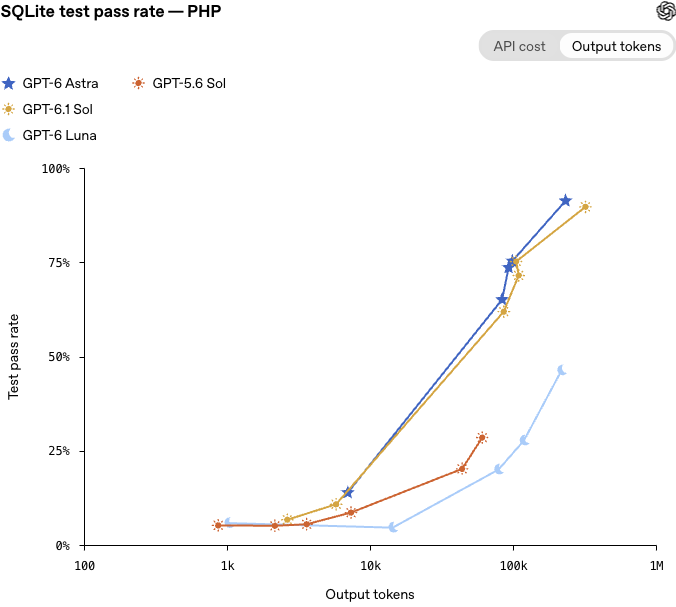 SQLite test pass rate — PHP
API cost
Output tokens
GPT-6 Astra
GPT-5.6 Sol
GPT-6.1 Sol
GPT-6 Luna
100%
75%
50%
25%
0%
Test pass rate
100
1k
10k
100k
1M
Output tokens